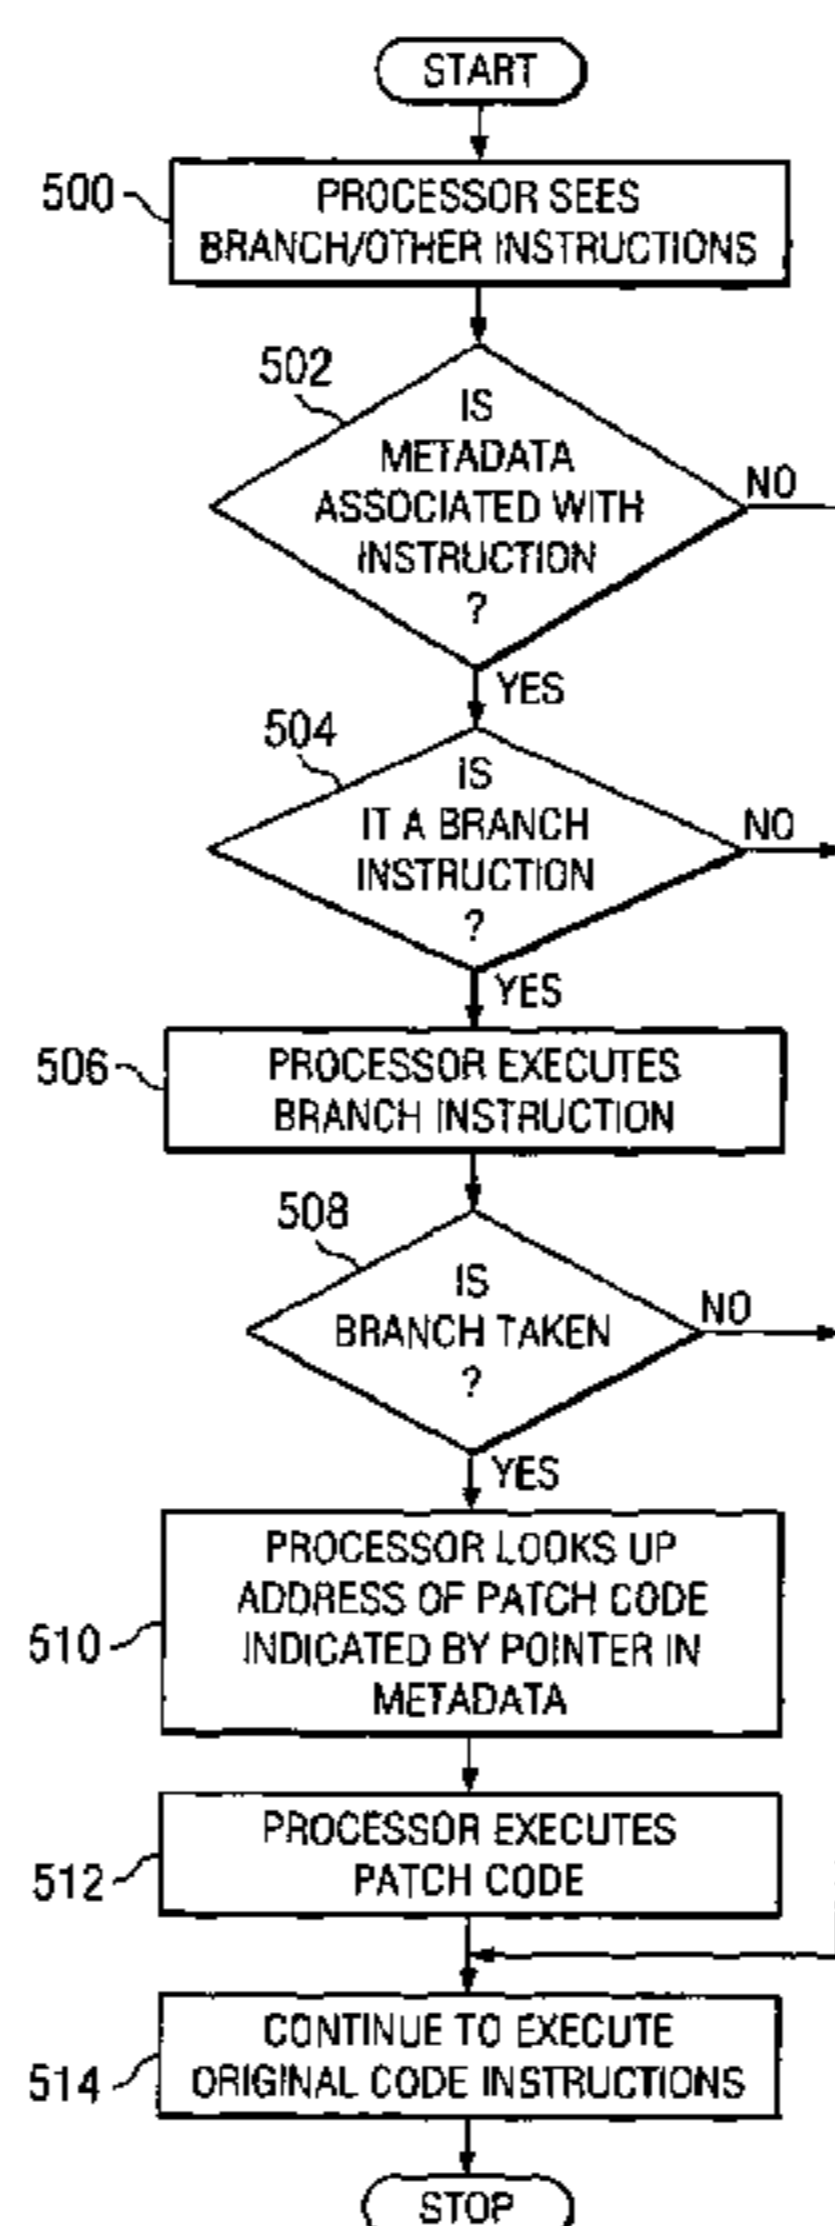 START
500
PROCESSOR SEES
BRANCH/OTHER INSTRUCTIONS
502
IS
METADATA
ASSOCIATED WITH
INSTRUCTION
?
NO
YES
504
IS
IT A BRANCH
INSTRUCTION
?
NO
YES
506
PROCESSOR EXECUTES
BRANCH INSTRUCTION
508
IS
BRANCH TAKEN
?
NO
YES
510
PROCESSOR LOOKS UP
ADDRESS OF PATCH CODE
INDICATED BY POINTER IN
METADATA
512
PROCESSOR EXECUTES
PATCH CODE
514
CONTINUE TO EXECUTE
ORIGINAL CODE INSTRUCTIONS
STOP